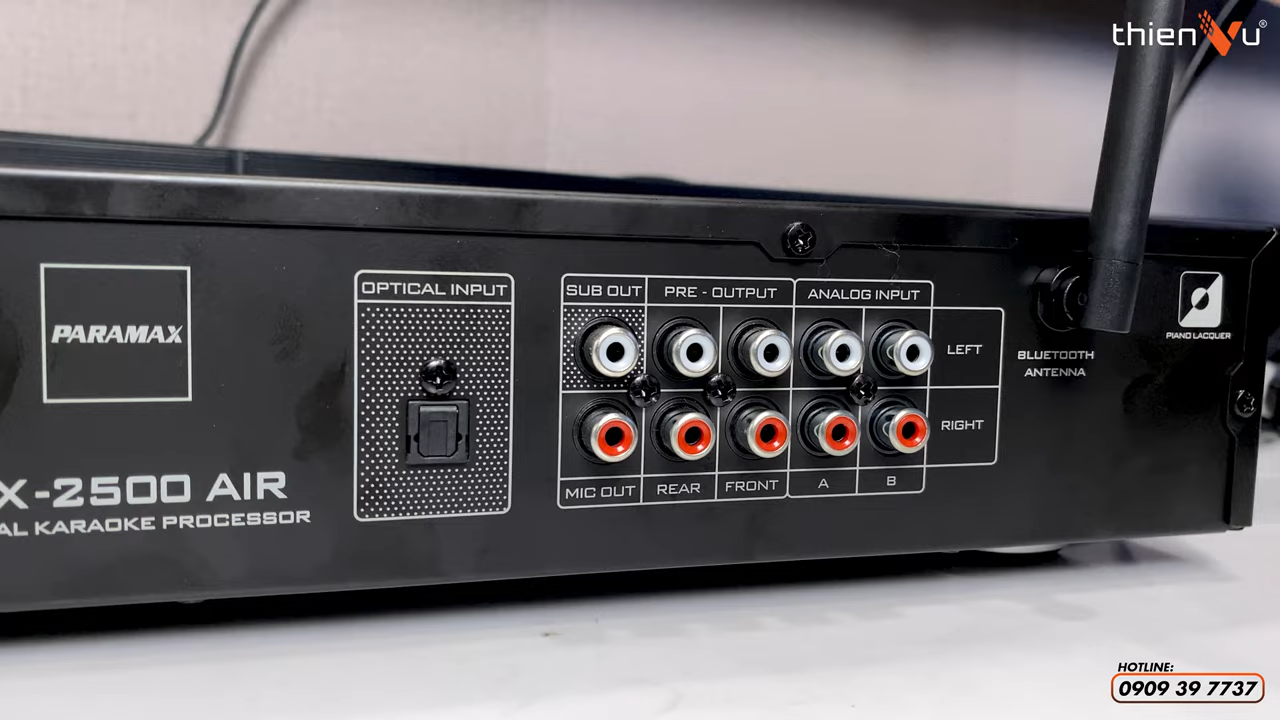 thienVu®
PARAMAX
X-2500 AIR
AL KARAOKE PROCESSOR
OPTICAL INPUT
SUB OUT
PRE - OUTPUT
ANALOG INPUT
LEFT
RIGHT
MIC OUT
REAR
FRONT
A
B
BLUETOOTH
ANTENNA
PIANO LACQUER
HOTLINE:
0909 39 7737